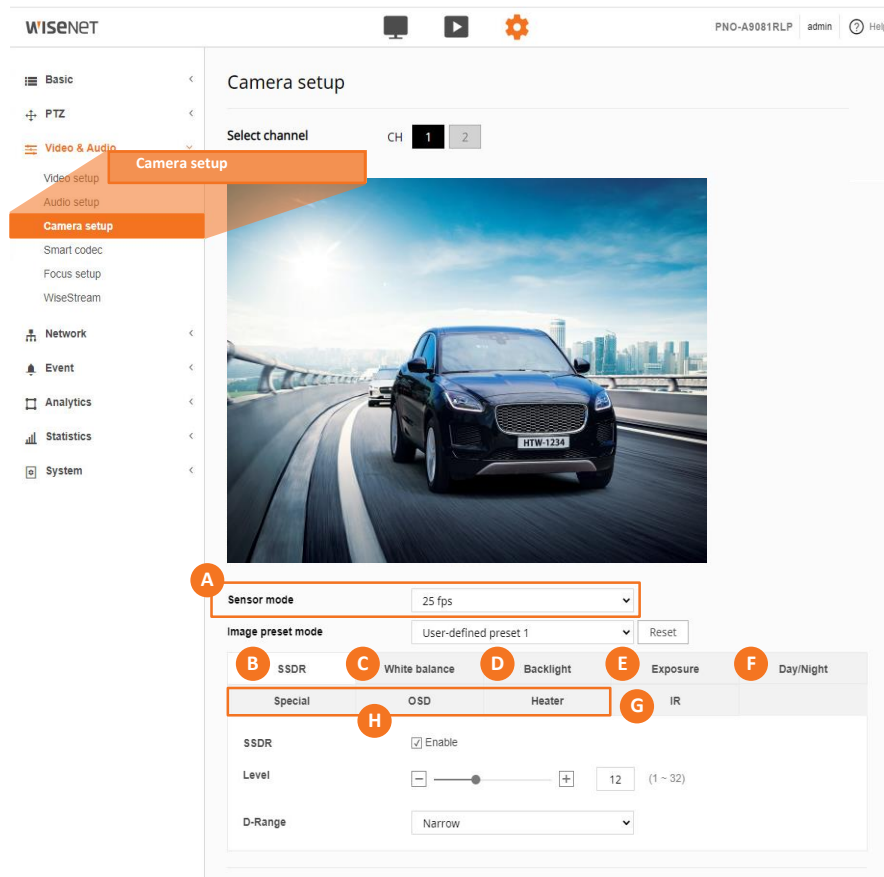 WISENET
PNO-A9081RLP admin ? Help
Basic
PTZ
Video & Audio
Video setup
Audio setup
Camera setup
Smart codec
Focus setup
WiseStream
Network
Event
Analytics
Statistics
System
Camera setup
Camera setup
Select channel CH 1 2
HTW-1234
A
Sensor mode 25 fps
Image preset mode User-defined preset 1 Reset
B SSDR C White balance D Backlight E Exposure F Day/Night
Special OSD Heater G IR
H
SSDR Enable
Level 12 (1 ~ 32)
D-Range Narrow